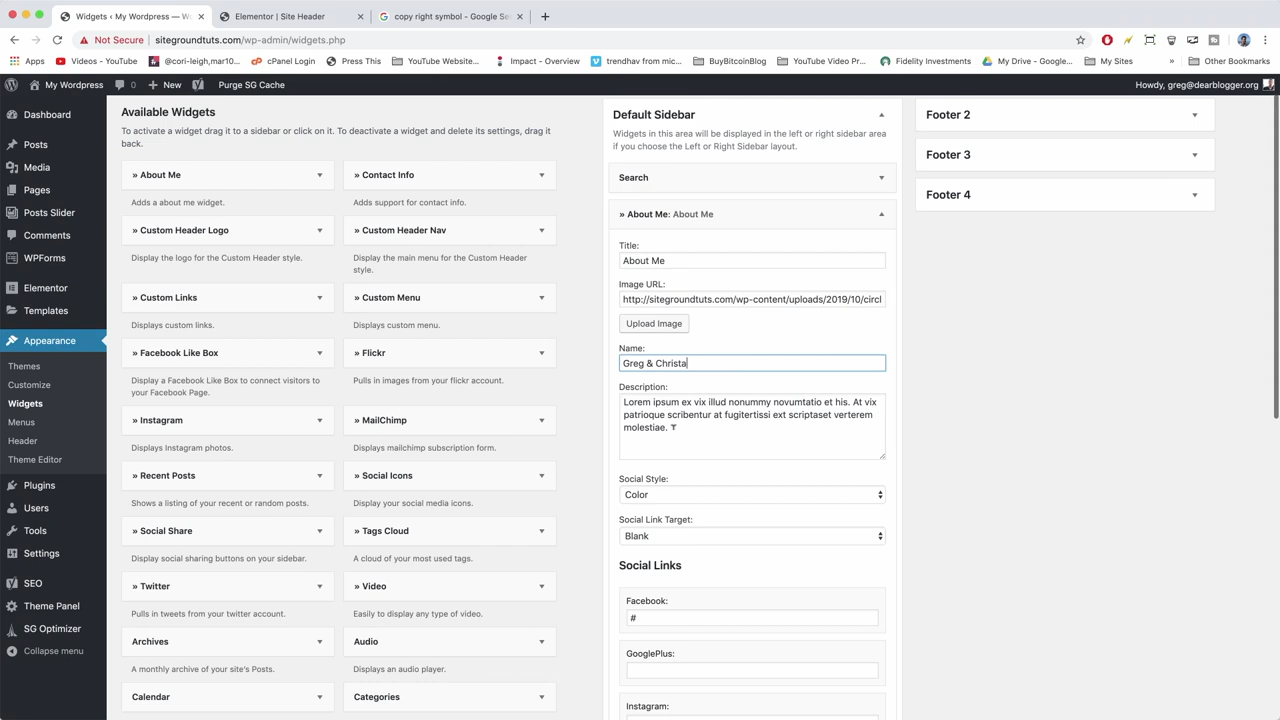 Widgets ‹ My Wordpress — Wo
Elementor | Site Header
copy right symbol - Google Se
Not Secure | sitegroundtuts.com/wp-admin/widgets.php
Apps
Videos - YouTube
@cori-leigh,mar10...
cPanel Login
Press This
YouTube Website...
Impact - Overview
trendhav from mic...
BuyBitcoinBlog
YouTube Video Pr...
Fidelity Investments
My Drive - Google...
My Sites
»
Other Bookmarks
My Wordpress
0
+ New
Purge SG Cache
Howdy, greg@dearblogger.org
Dashboard
Posts
Media
Pages
Posts Slider
Comments
WPForms
Elementor
Templates
Appearance
Themes
Customize
Widgets
Menus
Header
Theme Editor
Plugins
Users
Tools
Settings
SEO
Theme Panel
SG Optimizer
Collapse menu
Available Widgets
To activate a widget drag it to a sidebar or click on it. To deactivate a widget and delete its settings, drag it
back.
» About Me
Adds a about me widget.
» Contact Info
Adds support for contact info.
» Custom Header Logo
Display the logo for the Custom Header style.
» Custom Header Nav
Display the main menu for the Custom Header
style.
» Custom Links
Displays custom links.
» Custom Menu
Displays custom menu.
» Facebook Like Box
Display a Facebook Like Box to connect visitors to
your Facebook Page.
» Flickr
Pulls in images from your flickr account.
» Instagram
Displays Instagram photos.
» MailChimp
Displays mailchimp subscription form.
» Recent Posts
Shows a listing of your recent or random posts.
» Social Icons
Display your social media icons.
» Social Share
Display social sharing buttons on your sidebar.
» Tags Cloud
A cloud of your most used tags.
» Twitter
Pulls in tweets from your twitter account.
» Video
Easily to display any type of video.
Archives
A monthly archive of your site's Posts.
Audio
Displays an audio player.
Calendar
Categories
Default Sidebar
Widgets in this area will be displayed in the left or right sidebar area
if you choose the Left or Right Sidebar layout.
Search
» About Me: About Me
Title:
About Me
Image URL:
http://sitegroundtuts.com/wp-content/uploads/2019/10/circl
Upload Image
Name:
Greg & Christa
Description:
Lorem ipsum ex vix illud nonummy novumtatio et his. At vix
patrioque scribentur at fugitertissi ext scriptaset verterem
molestiae.
Social Style:
Color
Social Link Target:
Blank
Social Links
Facebook:
#
GooglePlus:
Instagram:
Footer 2
Footer 3
Footer 4